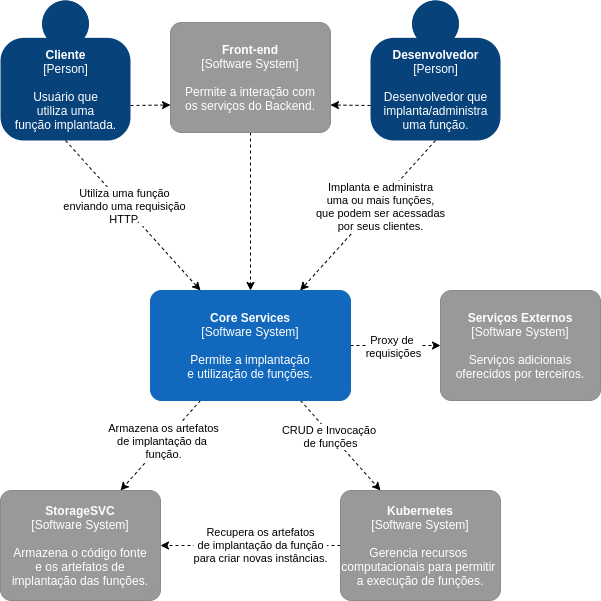 Cliente
[Person]
Usuário que
utiliza uma
função implantada.
Front-end
[Software System]
Permite a interação com
os serviços do Backend.
Desenvolvedor
[Person]
Desenvolvedor que
implanta/administra
uma função.
Utiliza uma função
enviando uma requisição
HTTP.
Implanta e administra
uma ou mais funções,
que podem ser acessadas
por seus clientes.
Core Services
[Software System]
Permite a implantação
e utilização de funções.
Proxy de
requisições
Serviços Externos
[Software System]
Serviços adicionais
oferecidos por terceiros.
Armazena os artefatos
de implantação da
função.
CRUD e Invocação
de funções
StorageSVC
[Software System]
Armazena o código fonte
e os artefatos de
implantação das funções.
Recupera os artefatos
de implantação da função
para criar novas instâncias.
Kubernetes
[Software System]
Gerencia recursos
computacionais para permitir
a execução de funções.